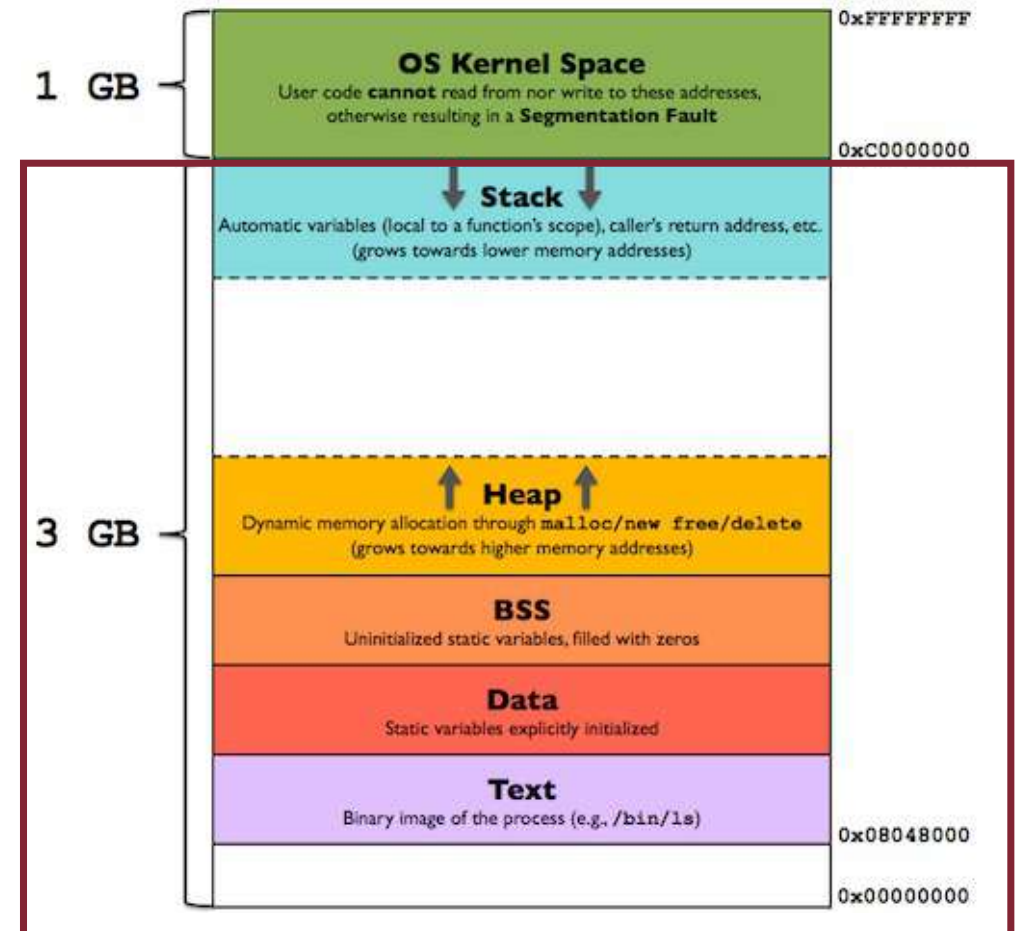 0xFFFFFFFF
1 GB
OS Kernel Space
User code cannot read from nor write to these addresses,
otherwise resulting in a Segmentation Fault
0xC0000000
Stack
Automatic variables (local to a function's scope), caller's return address, etc.
(grows towards lower memory addresses)
3 GB
Heap
Dynamic memory allocation through malloc/new free/delete
(grows towards higher memory addresses)
BSS
Uninitialized static variables, filled with zeros
Data
Static variables explicitly initialized
Text
Binary image of the process (e.g., /bin/ls)
0x08048000
0x00000000